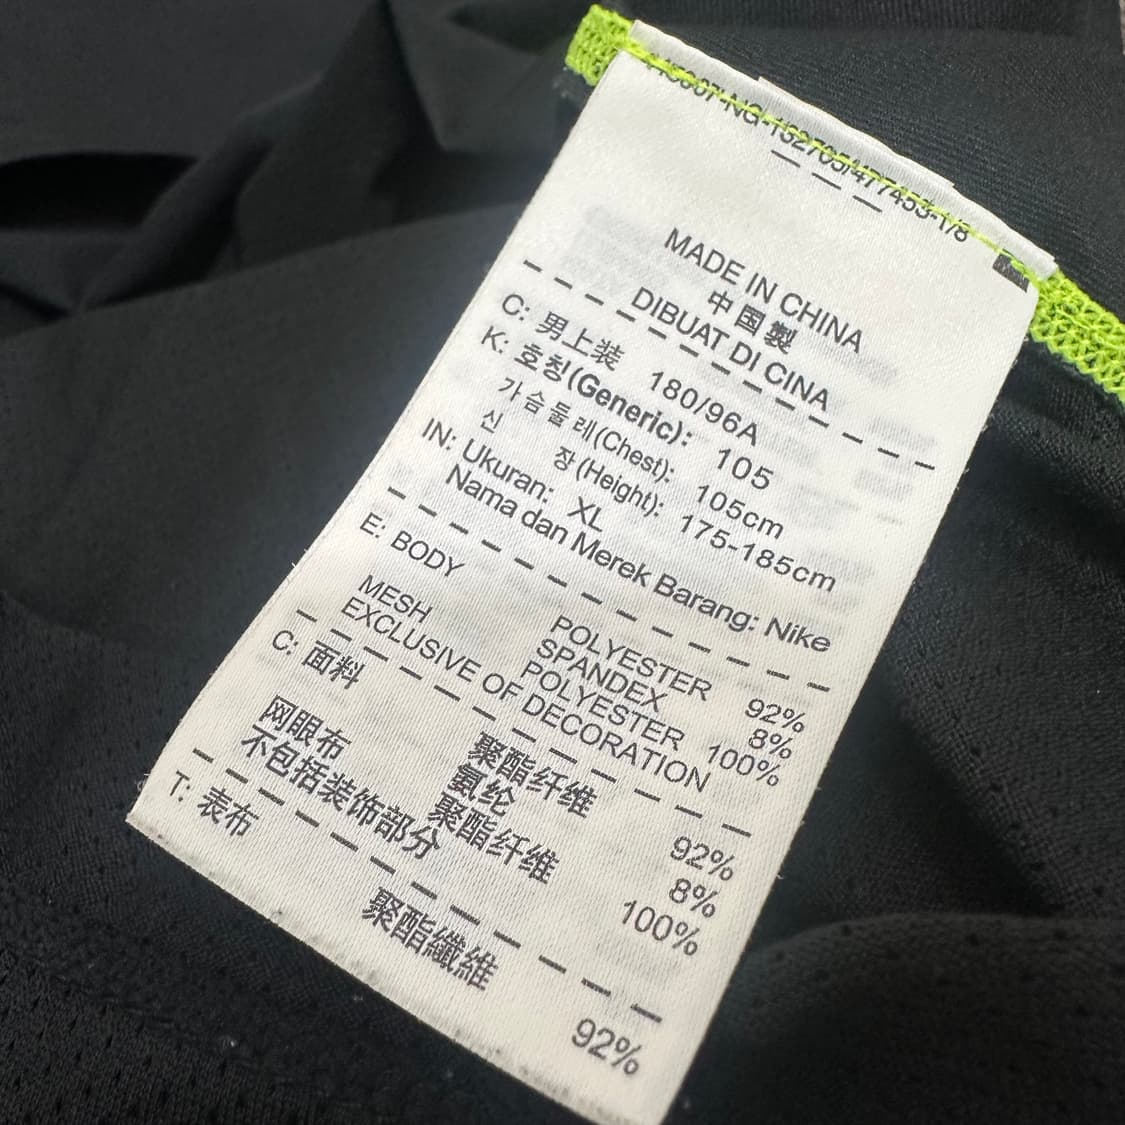 MADE IN CHINA
中国製
DIBUAT DI CINA
C: 男上装 180/96A
K: 호칭(Generic): 105
가슴둘레(Chest): 105cm
신 장(Height): 175-185cm
IN: Ukuran: XL
Nama dan Merek Barang: Nike
E: BODY POLYESTER 92%
SPANDEX 8%
MESH POLYESTER 100%
EXCLUSIVE OF DECORATION
C: 面料 聚酯纤维 92%
氨纶 8%
网眼布 聚酯纤维 100%
不包括装饰部分
T: 表布 聚酯纖維 92%